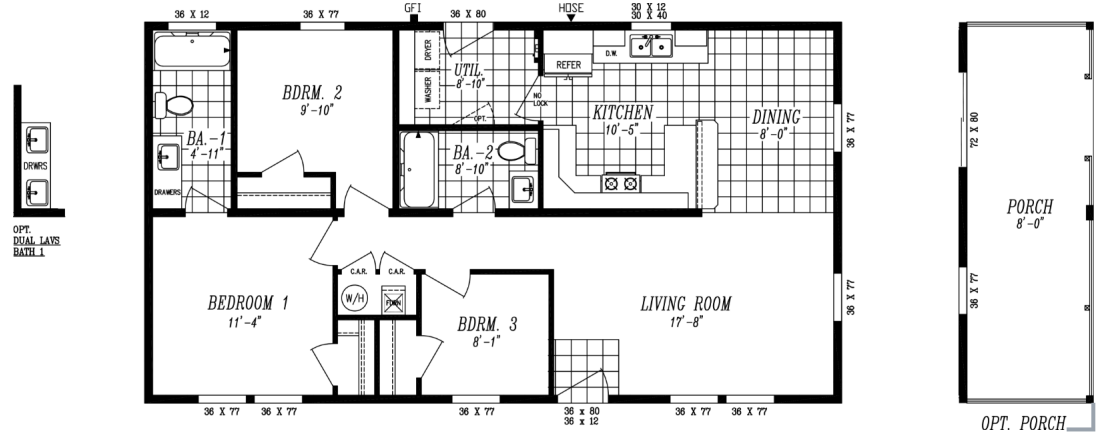 36 X 12
36 X 77
GFI
36 X 80
HOSE
30 X 12
30 X 40
DRYER
WASHER
UTIL.
8'-10"
OPT.
NO
LOCK
REFER
D.W.
KITCHEN
10'-5"
DINING
8'-0"
36 X 77
72 X 80
BDRM. 2
9'-10"
BA.-1
4'-11"
DRAWERS
BA.-2
8'-10"
DRWRS
OPT.
DUAL LAVS
BATH 1
PORCH
8'-0"
C.A.R.
C.A.R.
W/H
FURN
BEDROOM 1
11'-4"
BDRM. 3
8'-1"
LIVING ROOM
17'-8"
36 X 77
36 X 77
36 X 77
36 X 77
36 X 77
36 x 80
36 x 12
36 X 77
36 X 77
OPT. PORCH